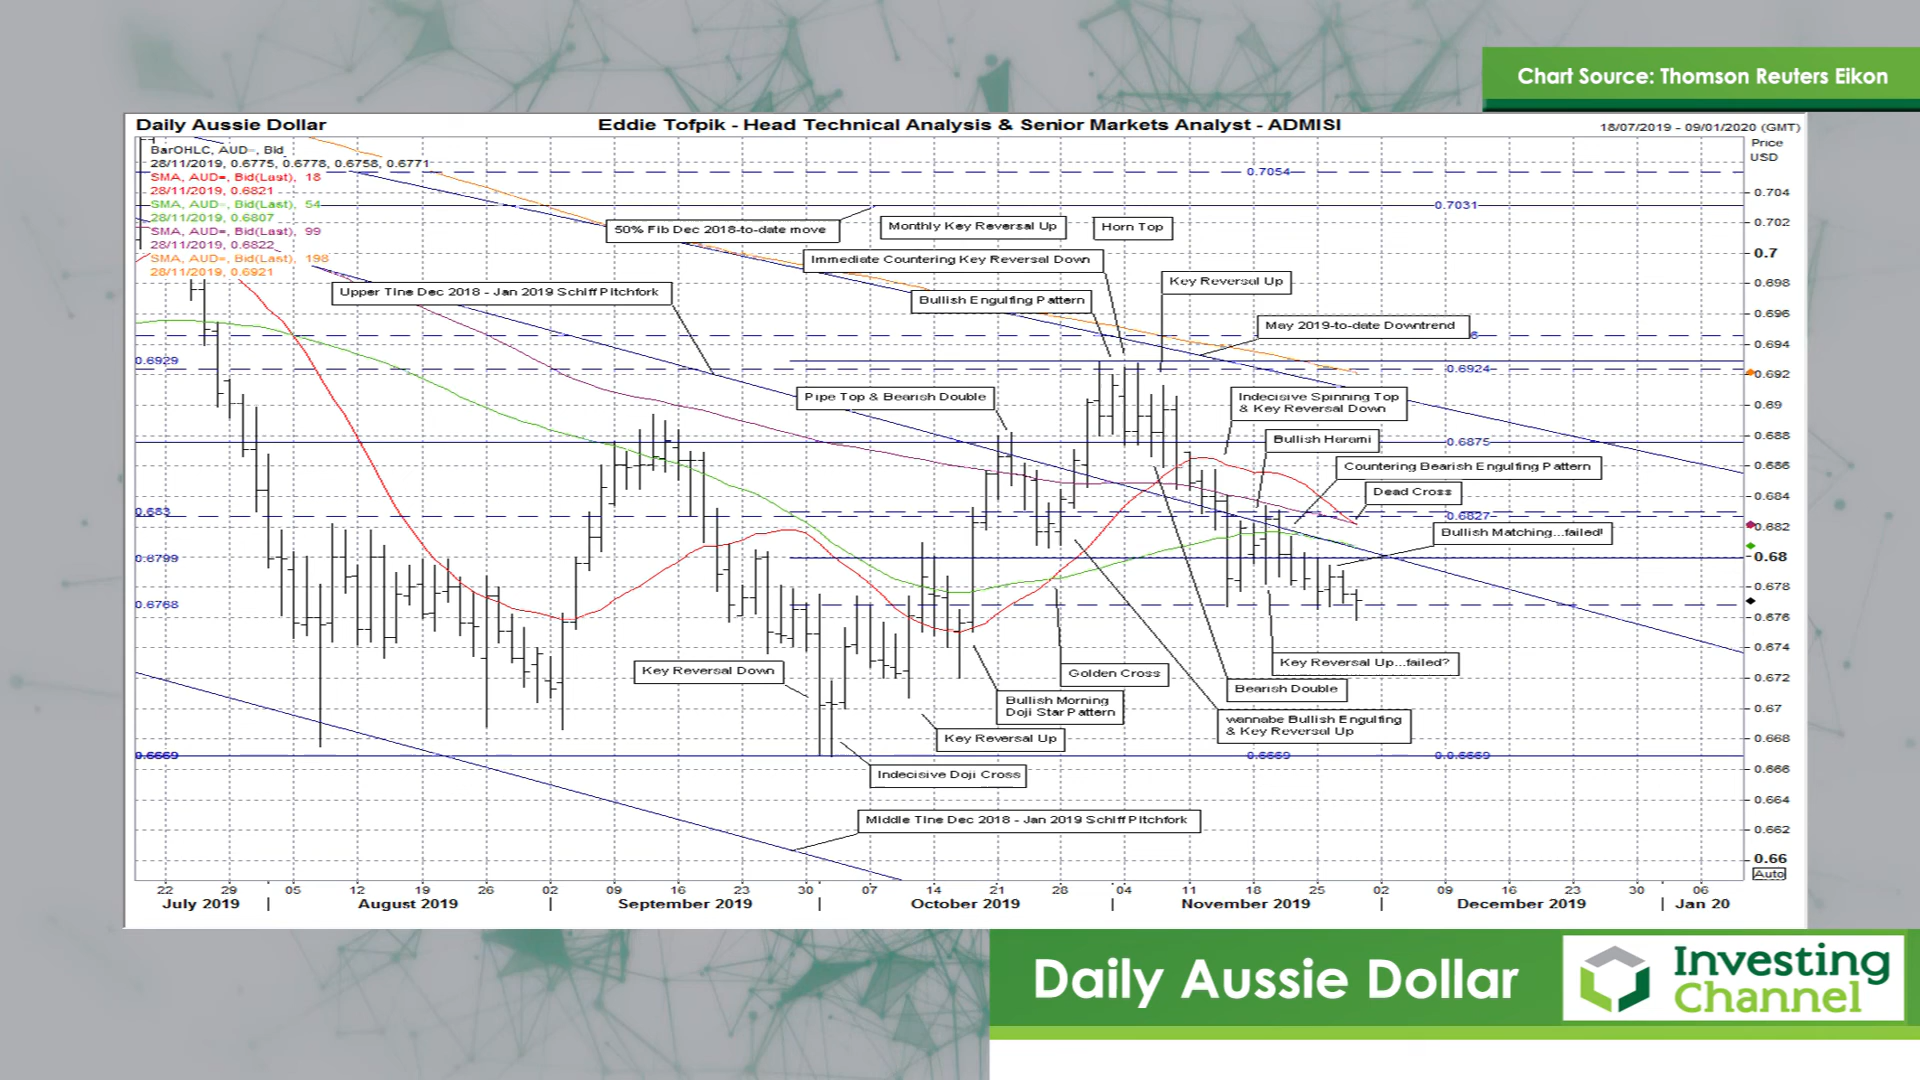 Chart Source: Thomson Reuters Eikon
Daily Aussie Dollar
Eddie Tofpik - Head Technical Analysis & Senior Markets Analyst - ADMISI
18/07/2019 - 09/01/2020 (GMT)
BarOHLC, AUD=, Bid
28/11/2019, 0.6775, 0.6778, 0.6758, 0.6771
SMA, AUD=, Bid(Last), 18
28/11/2019, 0.6821
SMA, AUD=, Bid(Last), 54
28/11/2019, 0.6807
SMA, AUD=, Bid(Last), 99
28/11/2019, 0.6822
SMA, AUD=, Bid(Last), 198
28/11/2019, 0.6921
Price
USD
0.7054
0.7031
50% Fib Dec 2018-to-date move
Monthly Key Reversal Up
Horn Top
Immediate Countering Key Reversal Down
Key Reversal Up
Upper Tine Dec 2018 - Jan 2019 Schiff Pitchfork
Bullish Engulfing Pattern
May 2019-to-date Downtrend
0.6929
0.6924
Pipe Top & Bearish Double
Indecisive Spinning Top
& Key Reversal Down
Bullish Harami
0.6875
Countering Bearish Engulfing Pattern
Dead Cross
0.683
0.6827
Bullish Matching...failed!
0.6799
0.6768
Key Reversal Down
Golden Cross
Key Reversal Up...failed?
Bearish Double
Bullish Morning
Doji Star Pattern
wannabe Bullish Engulfing
& Key Reversal Up
Key Reversal Up
0.6669
0.6669
0.0.6669
Indecisive Doji Cross
Middle Tine Dec 2018 - Jan 2019 Schiff Pitchfork
0.704
0.702
0.7
0.698
0.696
0.694
0.692
0.69
0.688
0.686
0.684
0.682
0.68
0.678
0.676
0.674
0.672
0.67
0.668
0.666
0.664
0.662
0.66
Auto
22 29 05 12 19 26 02 09 16 23 30 07 14 21 28 04 11 18 25 02 09 16 23 30 06
July 2019 | August 2019 | September 2019 | October 2019 | November 2019 | December 2019 | Jan 20
Daily Aussie Dollar
Investing
Channel